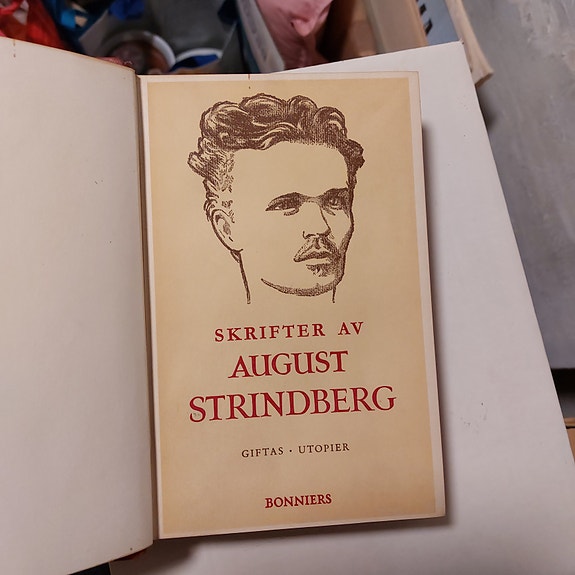 SKRIFTER AV
AUGUST
STRINDBERG
GIFTAS · UTOPIER
BONNIERS